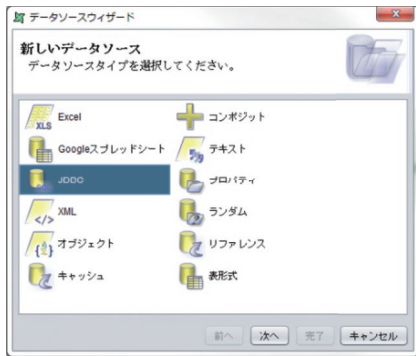 データソースウィザード
新しいデータソース
データソースタイプを選択してください。
XLS Excel
コンポジット
Googleスプレッドシート
テキスト
JDDC
プロパティ
</> XML
ランダム
{à} オブジェクト
リファレンス
キャッシュ
表形式
前へ
次へ
完了
キャンセル